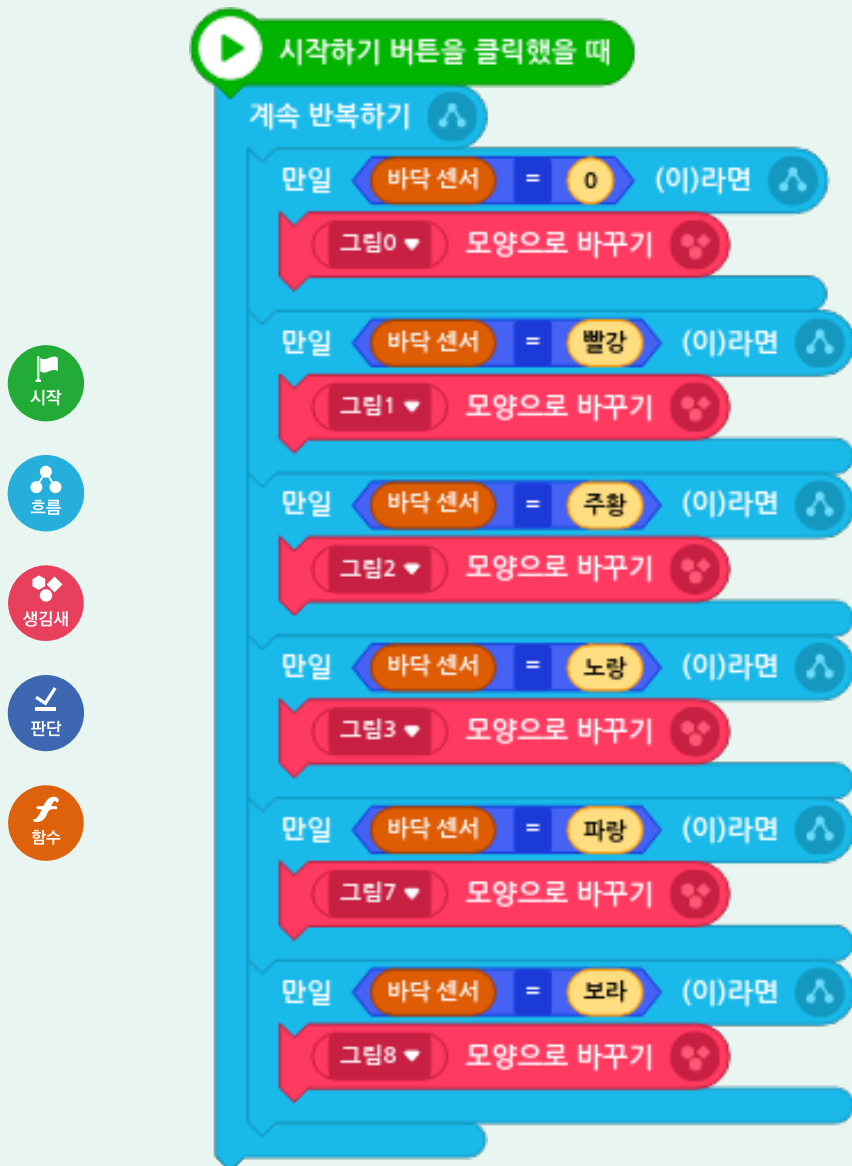 시작하기 버튼을 클릭했을 때
계속 반복하기
만일 바닥 센서 = 0 (이)라면
그림0 모양으로 바꾸기
만일 바닥 센서 = 빨강 (이)라면
그림1 모양으로 바꾸기
만일 바닥 센서 = 주황 (이)라면
그림2 모양으로 바꾸기
만일 바닥 센서 = 노랑 (이)라면
그림3 모양으로 바꾸기
만일 바닥 센서 = 파랑 (이)라면
그림7 모양으로 바꾸기
만일 바닥 센서 = 보라 (이)라면
그림8 모양으로 바꾸기
시작
흐름
생김새
판단
함수